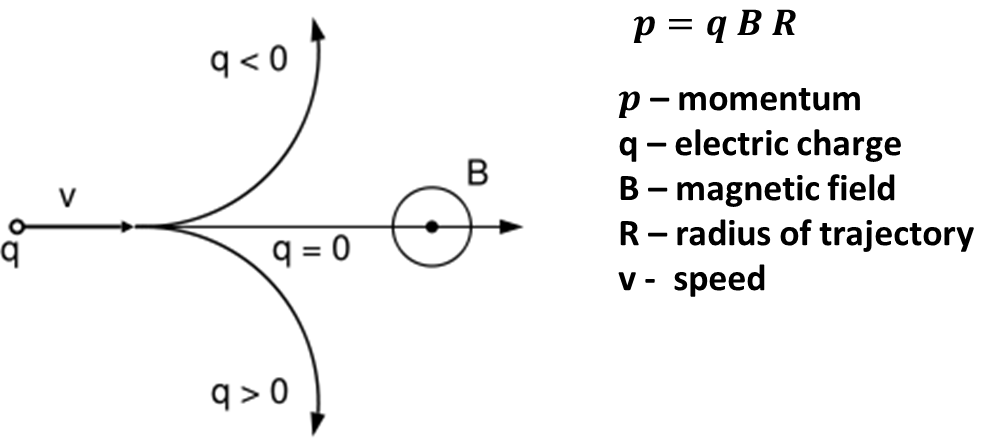 p = q B R
q < 0
p – momentum
q – electric charge
B
B – magnetic field
v
R – radius of trajectory
q
q = 0
v - speed
q > 0